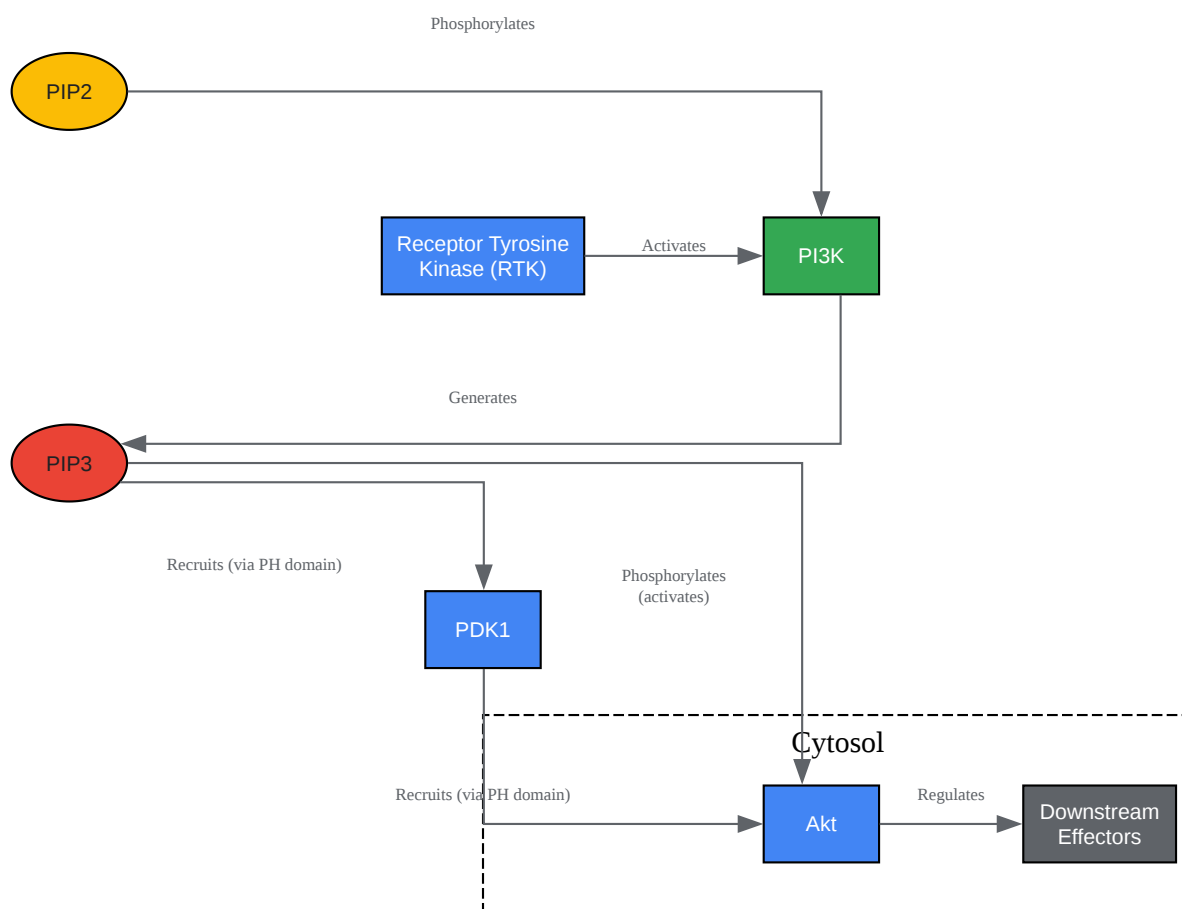 Phosphorylates
PIP2
Receptor Tyrosine
Kinase (RTK)
Activates
PI3K
Generates
PIP3
Recruits (via PH domain)
Phosphorylates
(activates)
PDK1
Cytosol
Recruits (via PH domain)
Akt
Regulates
Downstream
Effectors